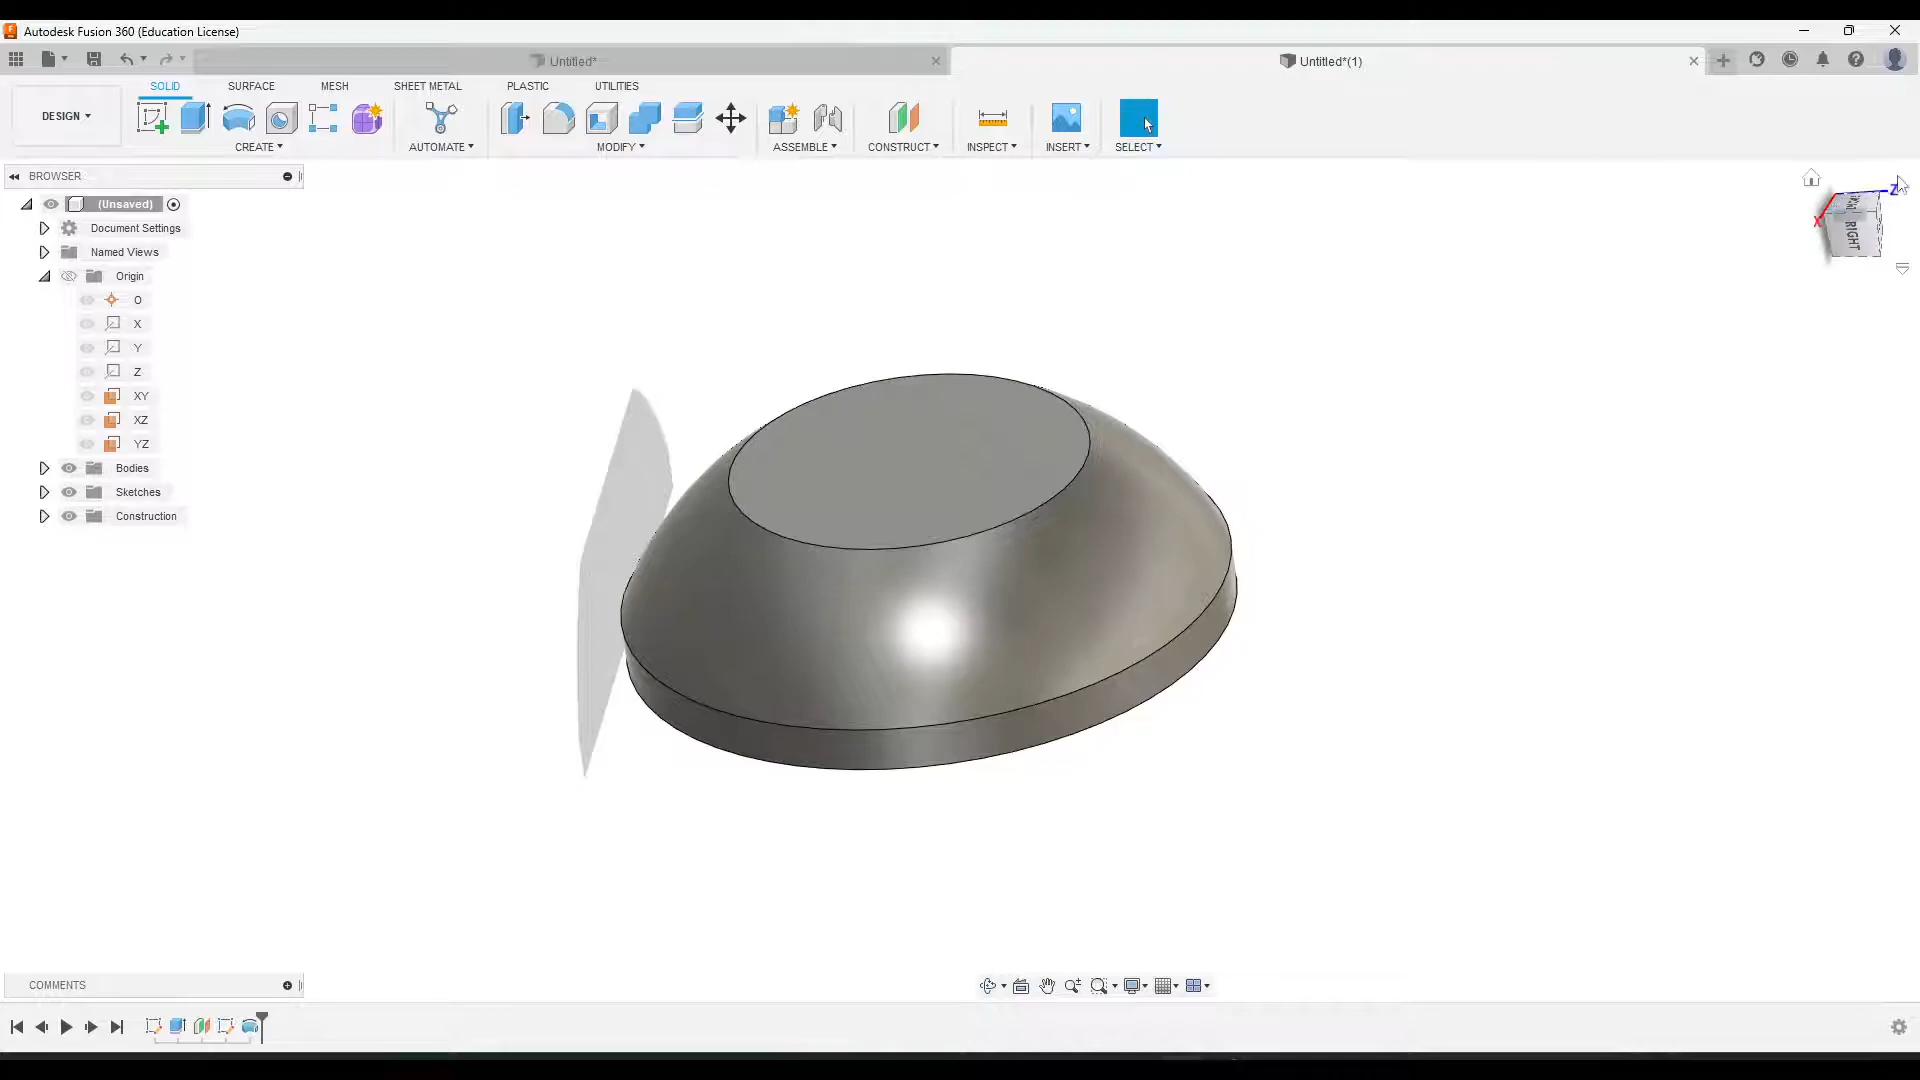 Autodesk Fusion 360 (Education License)
Untitled*
Untitled*(1)
SOLID SURFACE MESH SHEET METAL PLASTIC UTILITIES
DESIGN
CREATE AUTOMATE MODIFY ASSEMBLE CONSTRUCT INSPECT INSERT SELECT
BROWSER
(Unsaved)
Document Settings
Named Views
Origin
O
X
Y
Z
XY
XZ
YZ
Bodies
Sketches
Construction
Z
X
RIGHT
COMMENTS